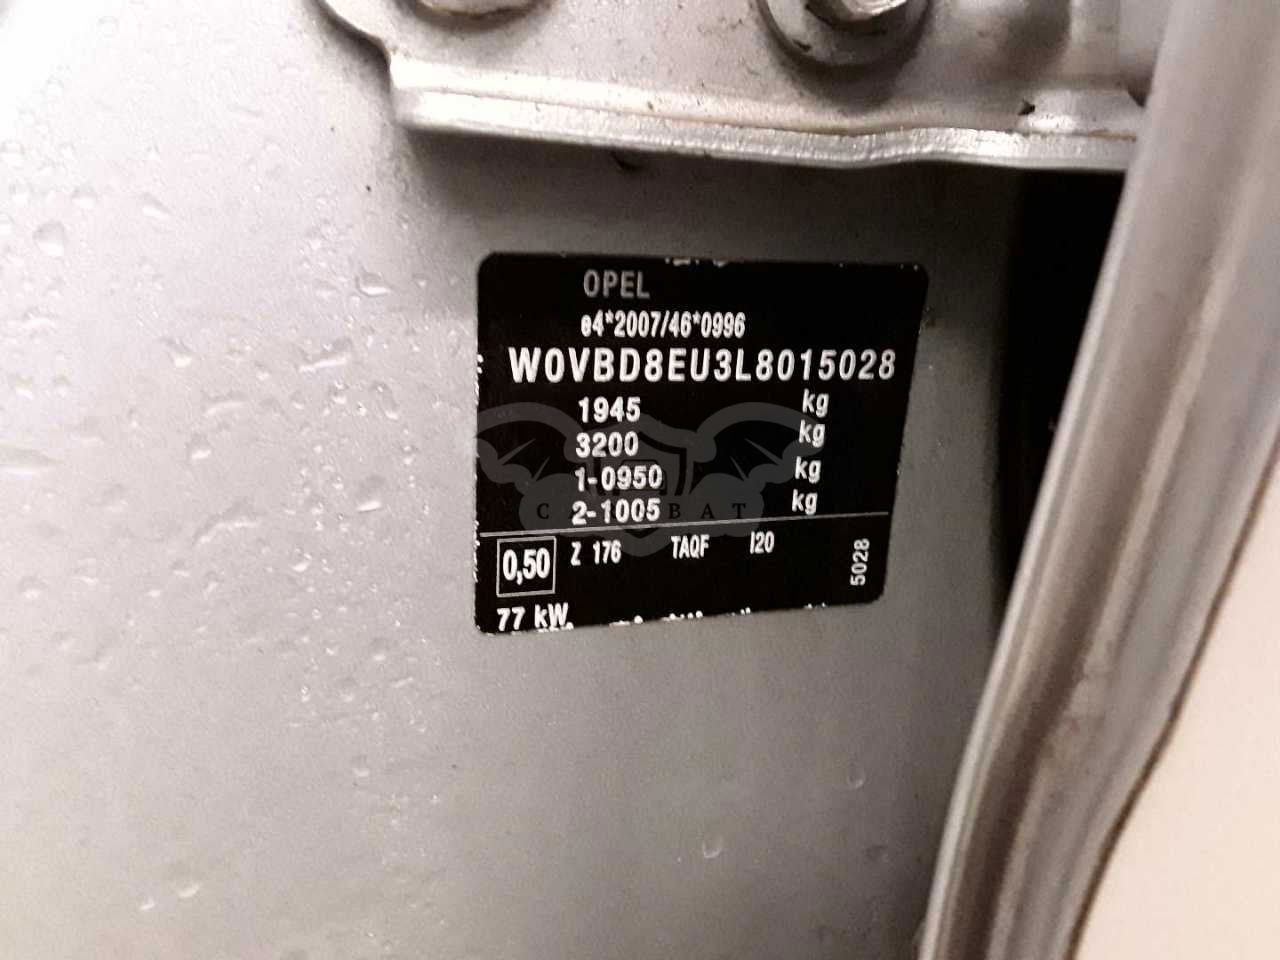 OPEL
e4*2007/46*0996
W0VBD8EU3L8015028
1945 kg
3200 kg
1-0950 kg
2-1005 kg
0,50 Z 176 TAQF I20
5028
77 kW